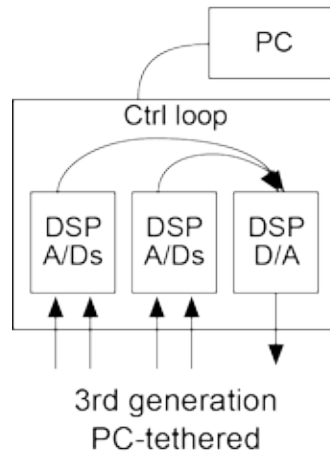 PC
Ctrl loop
DSP
A/Ds
DSP
A/Ds
DSP
D/A
3rd generation
PC-tethered